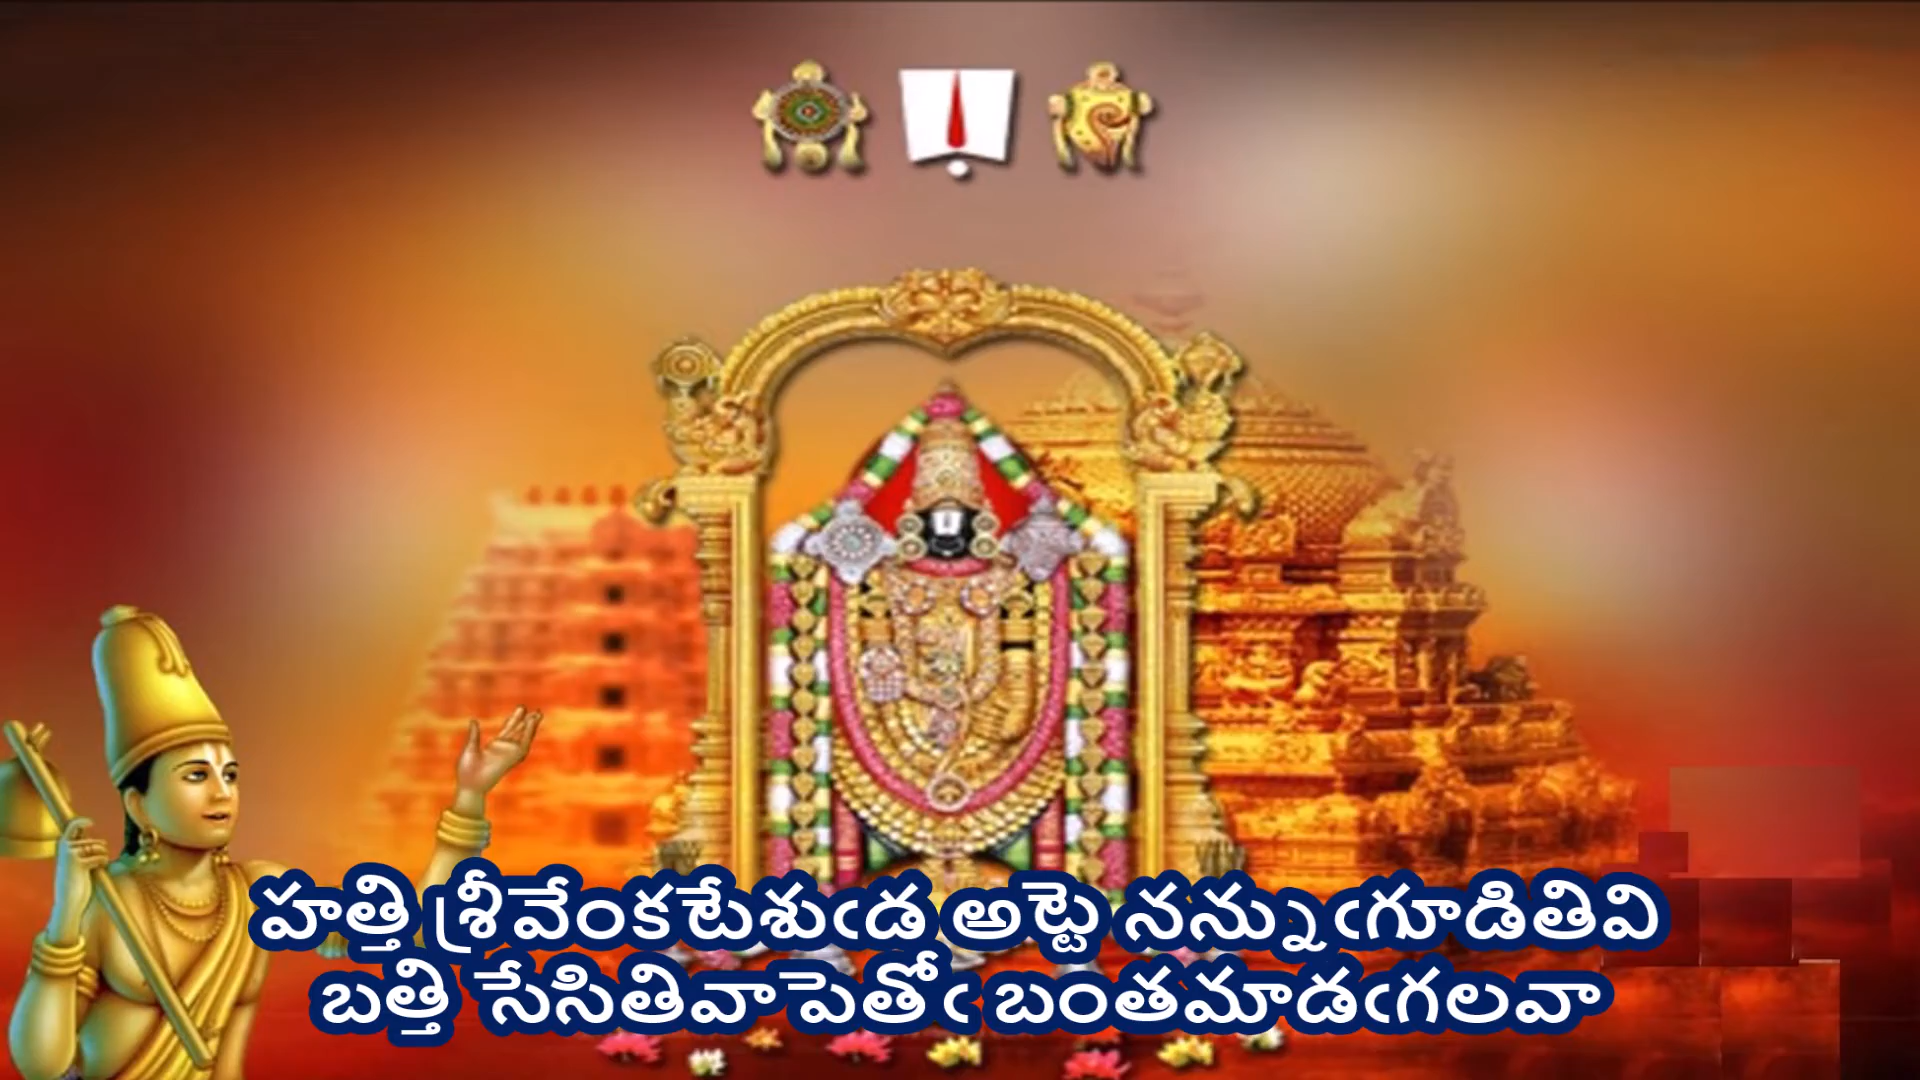 హత్తి శ్రీవేంకటేశుఁడ అట్టె నన్నుఁగూడితివి
బత్తి సేసితివాపెతోఁ బంతమాడఁగలవా